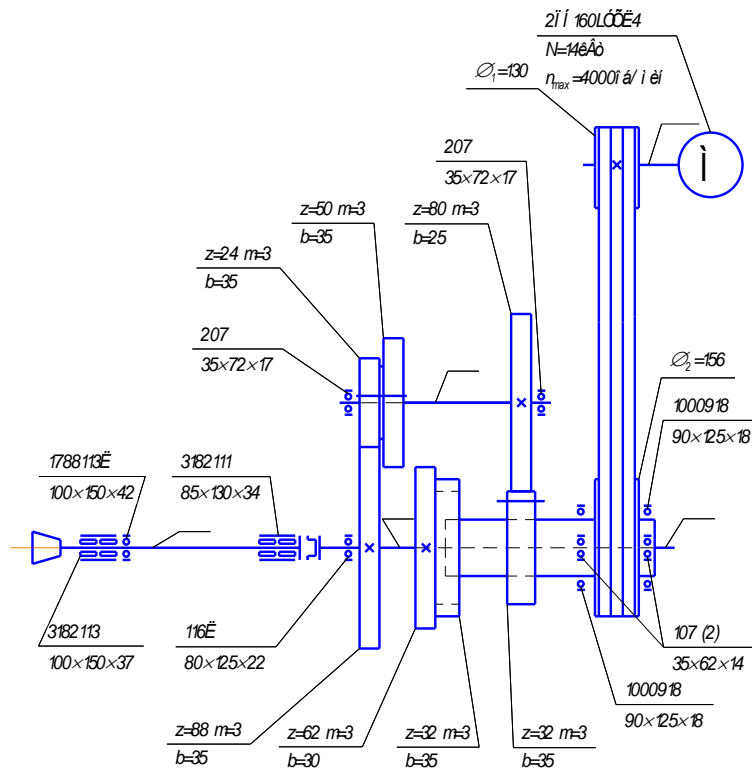 2Ï Í 160LÓÕË4
N=14êÂò
n max =4000î á/ ì èí
∅₁=130
Ì
207
35×72×17
z=50 m=3
b=35
z=80 m=3
b=25
z=24 m=3
b=35
207
35×72×17
∅₂=156
1000918
90×125×18
1788113Ë
100×150×42
3182111
85×130×34
3182113
100×150×37
116Ë
80×125×22
107 (2)
35×62×14
1000918
90×125×18
z=88 m=3
b=35
z=62 m=3
b=30
z=32 m=3
b=35
z=32 m=3
b=35